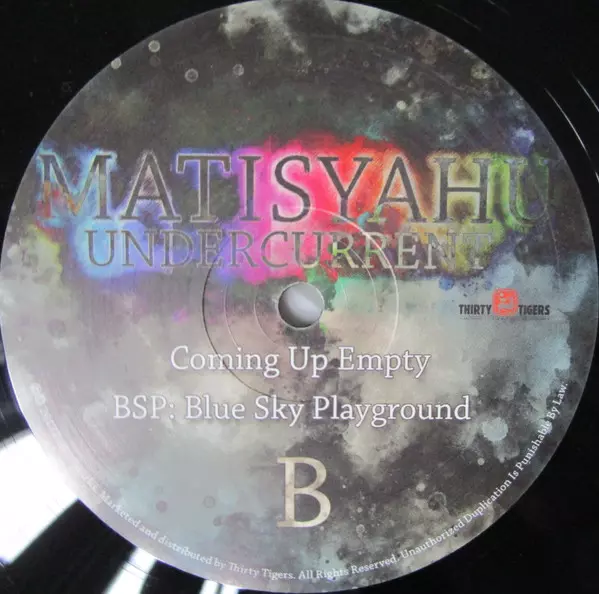 MATISYAHU
UNDERCURRENT
THIRTY TIGERS
Coming Up Empty
BSP: Blue Sky Playground
B
Marketed and distributed by Thirty Tigers. All Rights Reserved. Unauthorized Duplication Is Punishable By Law.